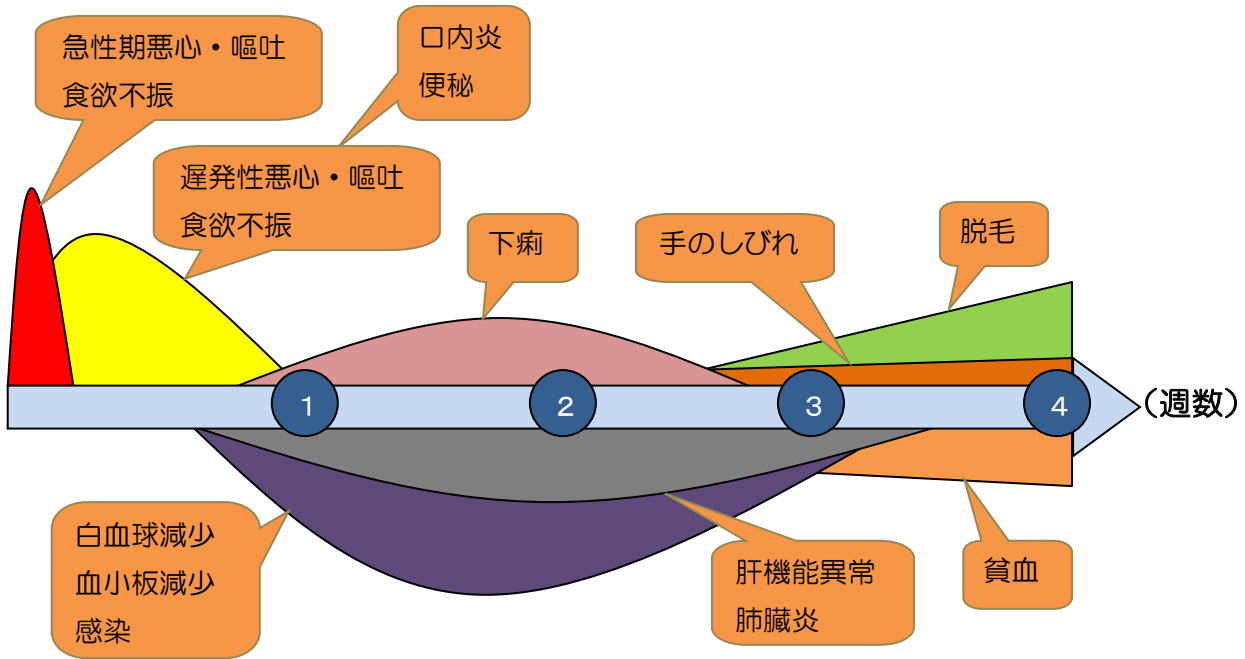 急性期悪心・嘔吐
食欲不振
口内炎
便秘
遅発性悪心・嘔吐
食欲不振
下痢
手のしびれ
脱毛
1
2
3
4
（週数）
白血球減少
血小板減少
感染
肝機能異常
肺臓炎
貧血